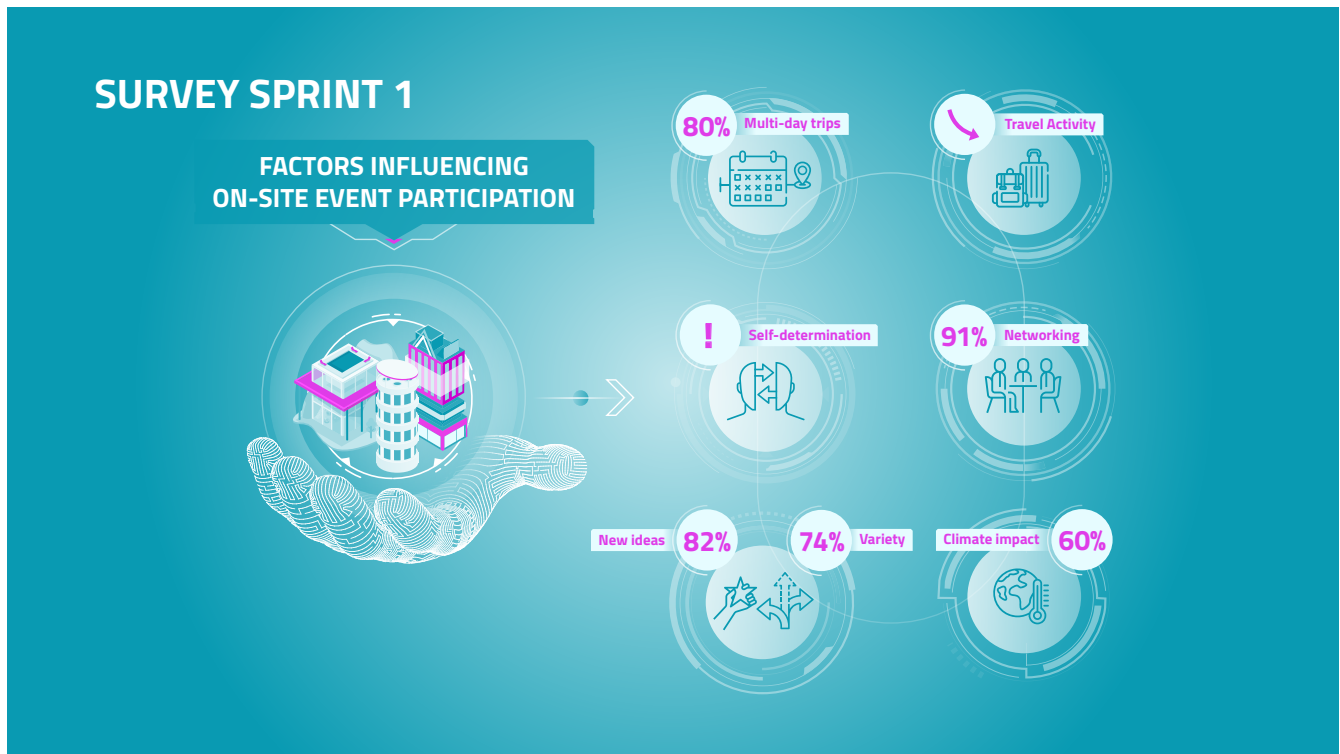 SURVEY SPRINT 1
FACTORS INFLUENCING
ON-SITE EVENT PARTICIPATION
80% Multi-day trips
Travel Activity
! Self-determination
91% Networking
New ideas 82%
74% Variety
Climate impact 60%